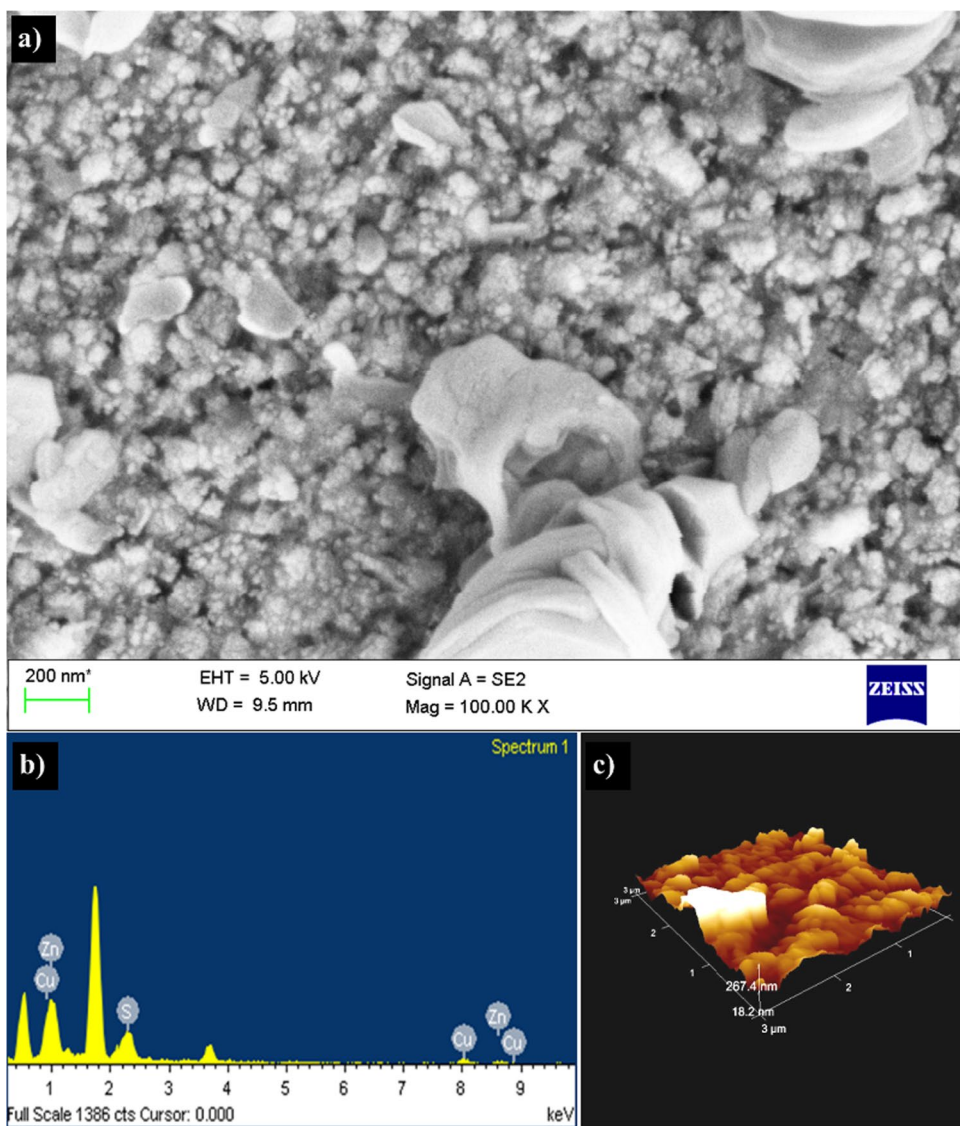 a)
200 nm*
EHT = 5.00 kV
WD = 9.5 mm
Signal A = SE2
Mag = 100.00 K X
ZEISS
b)
Spectrum 1
Zn
Cu
S
Cu
Zn
Cu
1 2 3 4 5 6 7 8 9
Full Scale 1386 cts Cursor: 0.000 keV
c)
3 µm
3 µm
2
1
1
2
267.4 nm
18.2 nm
3 µm